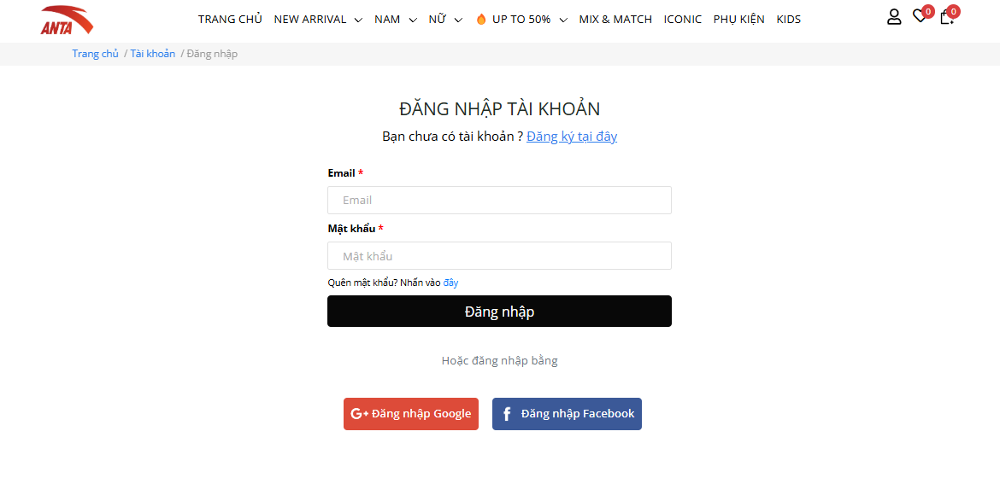 ANTA
TRANG CHỦ NEW ARRIVAL NAM NỮ UP TO 50% MIX & MATCH ICONIC PHỤ KIỆN KIDS 0 0
Trang chủ / Tài khoản / Đăng nhập
ĐĂNG NHẬP TÀI KHOẢN
Bạn chưa có tài khoản ? Đăng ký tại đây
Email *
Email
Mật khẩu *
Mật khẩu
Quên mật khẩu? Nhấn vào đây
Đăng nhập
Hoặc đăng nhập bằng
G+ Đăng nhập Google f Đăng nhập Facebook